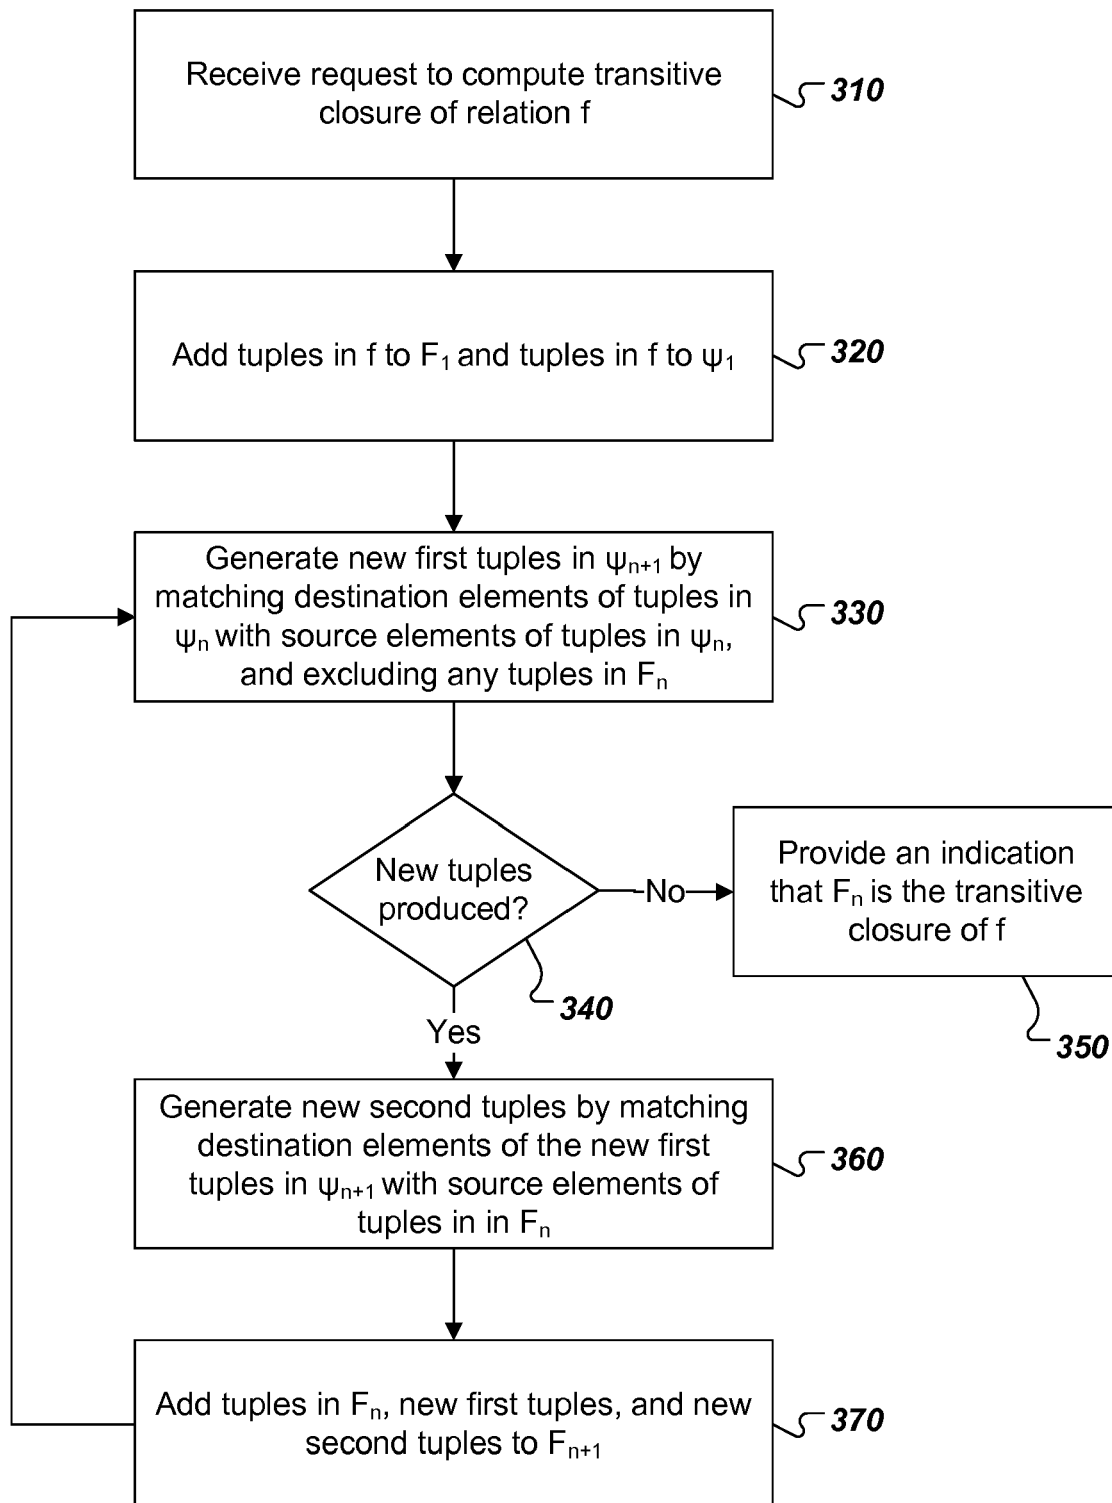 Receive request to compute transitive
closure of relation f
310
Add tuples in f to F₁ and tuples in f to ψ₁
320
Generate new first tuples in ψₙ₊₁ by
matching destination elements of tuples in
ψₙ with source elements of tuples in ψₙ,
and excluding any tuples in Fₙ
330
New tuples
produced?
340
No
Provide an indication
that Fₙ is the transitive
closure of f
350
Yes
Generate new second tuples by matching
destination elements of the new first
tuples in ψₙ₊₁ with source elements of
tuples in in Fₙ
360
Add tuples in Fₙ, new first tuples, and new
second tuples to Fₙ₊₁
370